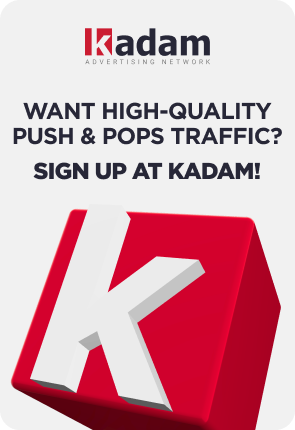 kadam
ADVERTISING NETWORK
WANT HIGH-QUALITY
PUSH & POPS TRAFFIC?
SIGN UP AT KADAM!
k